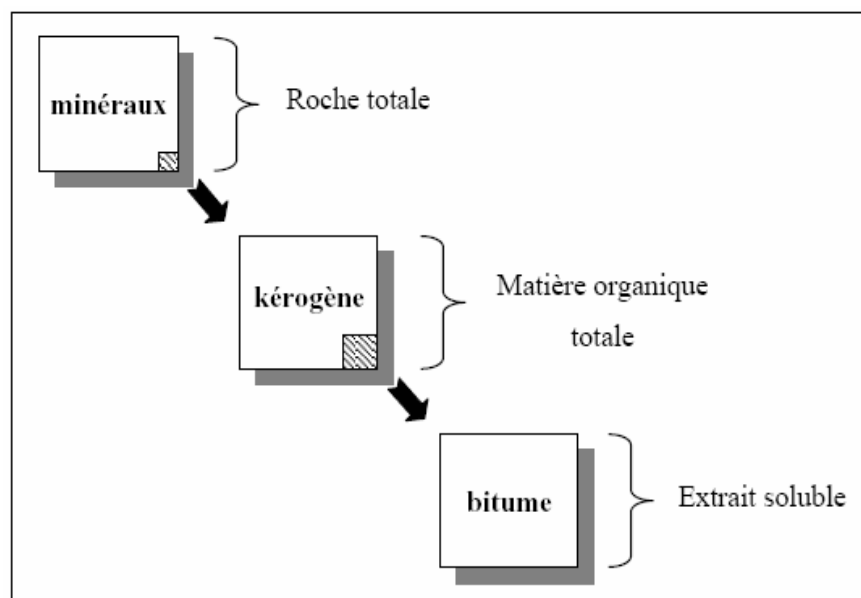 minéraux
Roche totale
kérogène
Matière organique
totale
bitume
Extrait soluble